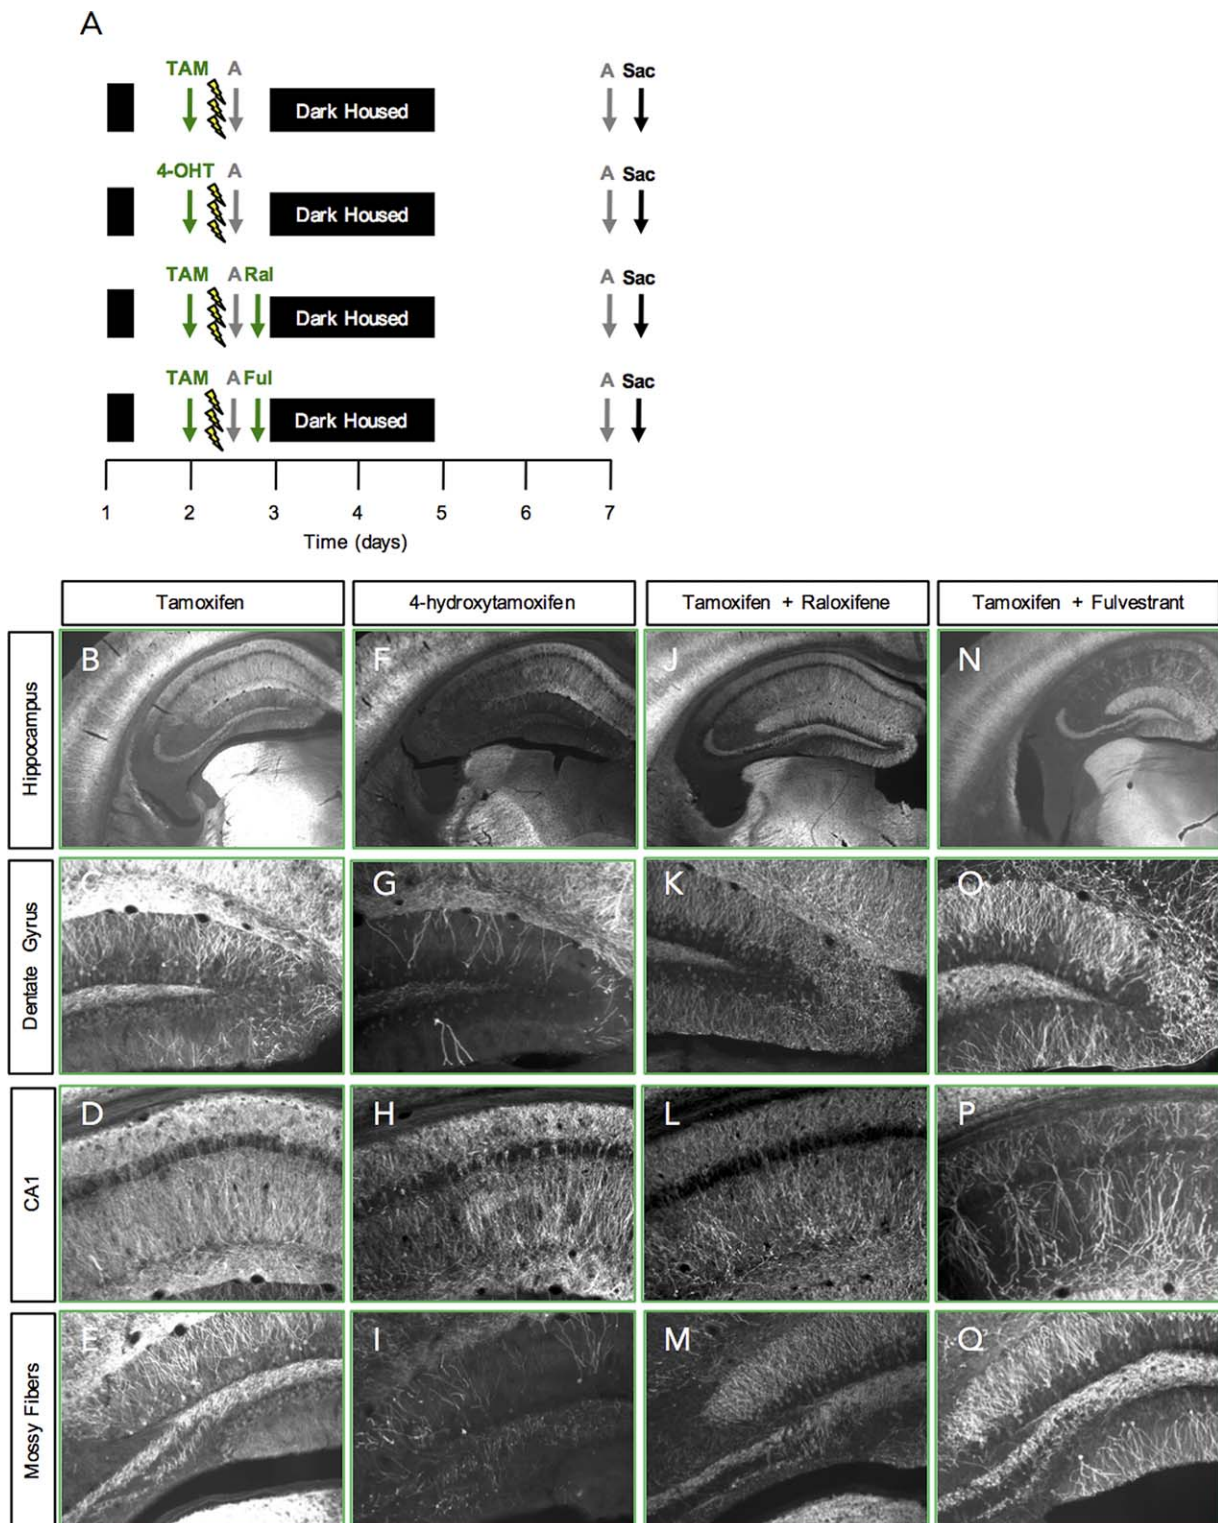 A
TAM A
Dark Housed
A Sac
4-OHT A
Dark Housed
A Sac
TAM A Ral
Dark Housed
A Sac
TAM A Ful
Dark Housed
A Sac
1 2 3 4 5 6 7
Time (days)
Tamoxifen
4-hydroxytamoxifen
Tamoxifen + Raloxifene
Tamoxifen + Fulvestrant
Hippocampus
B F J N
Dentate Gyrus
C G K O
CA1
D H L P
Mossy Fibers
E I M Q